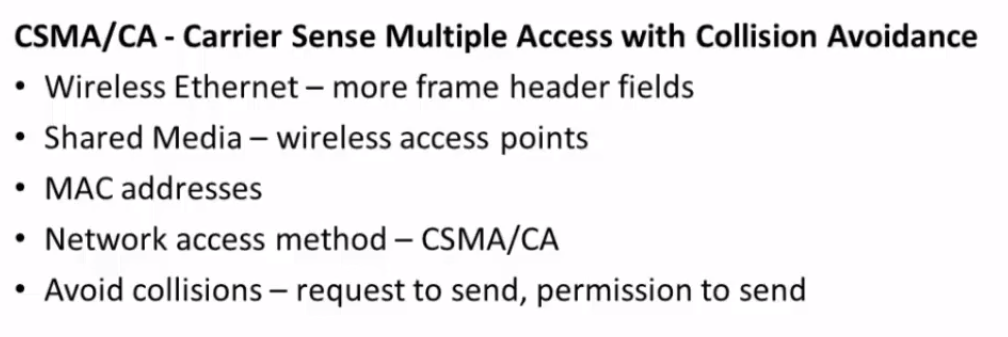 CSMA/CA - Carrier Sense Multiple Access with Collision Avoidance
• Wireless Ethernet – more frame header fields
• Shared Media – wireless access points
• MAC addresses
• Network access method – CSMA/CA
• Avoid collisions – request to send, permission to send